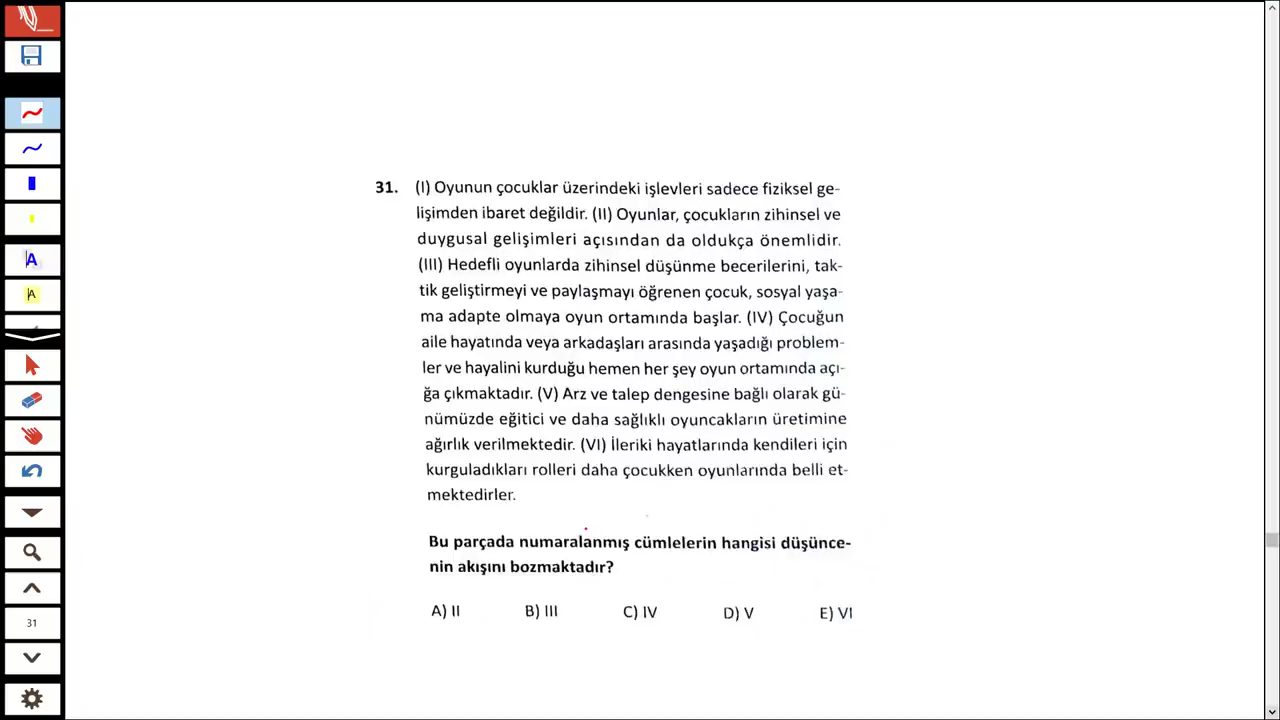 31. (I) Oyunun çocuklar üzerindeki işlevleri sadece fiziksel ge-
lişimden ibaret değildir. (II) Oyunlar, çocukların zihinsel ve
duygusal gelişimleri açısından da oldukça önemlidir.
(III) Hedefli oyunlarda zihinsel düşünme becerilerini, tak-
tik geliştirmeyi ve paylaşmayı öğrenen çocuk, sosyal yaşa-
ma adapte olmaya oyun ortamında başlar. (IV) Çocuğun
aile hayatında veya arkadaşları arasında yaşadığı problem-
ler ve hayalini kurduğu hemen her şey oyun ortamında açı-
ğa çıkmaktadır. (V) Arz ve talep dengesine bağlı olarak gü-
nümüzde eğitici ve daha sağlıklı oyuncakların üretimine
ağırlık verilmektedir. (VI) İleriki hayatlarında kendileri için
kurguladıkları rolleri daha çocukken oyunlarında belli et-
mektedirler.
Bu parçada numaralanmış cümlelerin hangisi düşünce-
nin akışını bozmaktadır?
A) II B) III C) IV D) V E) VI
A
A
31